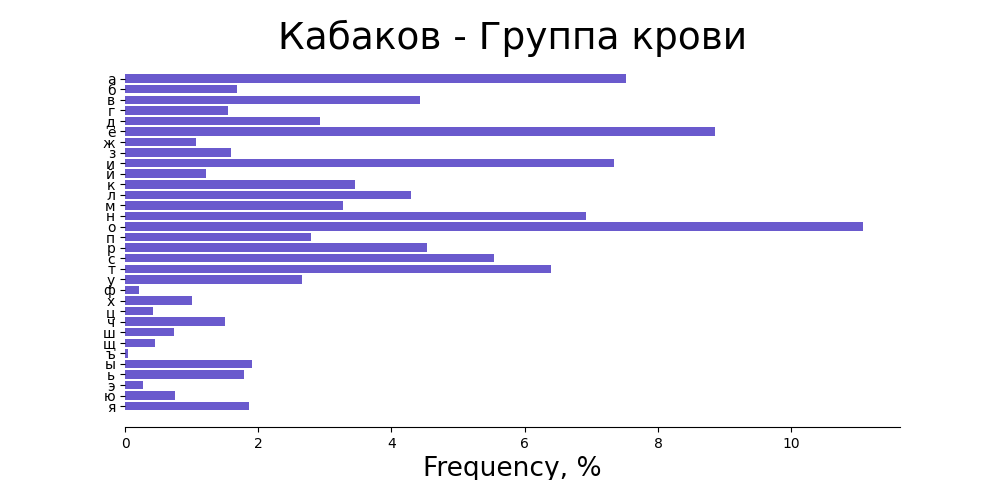 Кабаков - Группа крови
а
б
в
г
д
е
ж
з
и
й
к
л
м
н
о
п
р
с
т
у
ф
х
ц
ч
ш
щ
ъ
ы
ь
э
ю
я
0 2 4 6 8 10
Frequency, %